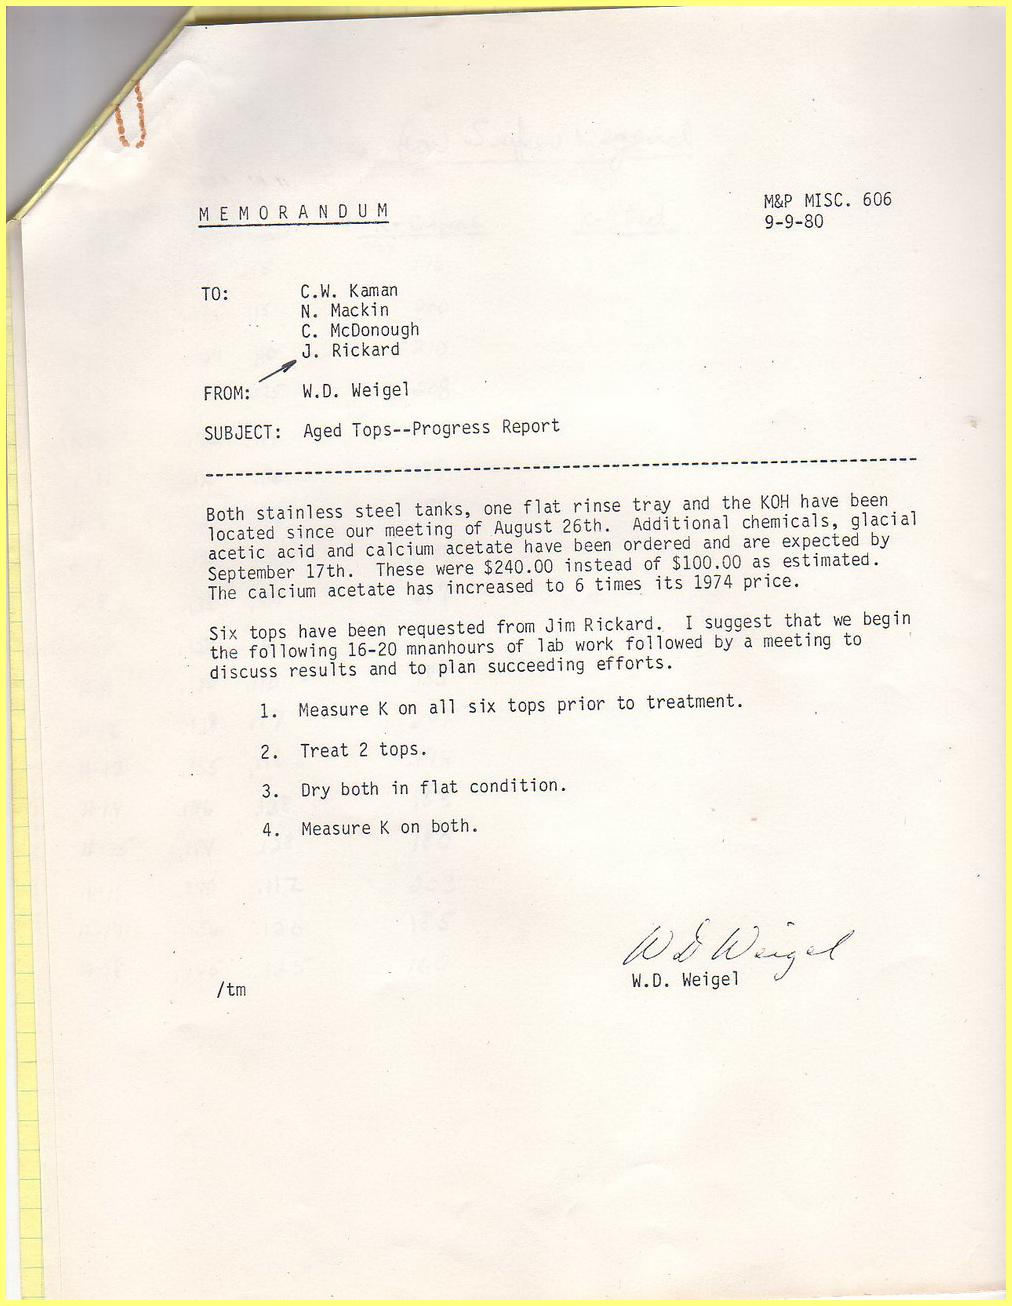 MEMORANDUM
M&P MISC. 606
9-9-80
TO: C.W. Kaman
N. Mackin
C. McDonough
J. Rickard
FROM: W.D. Weigel
SUBJECT: Aged Tops--Progress Report
Both stainless steel tanks, one flat rinse tray and the KOH have been
located since our meeting of August 26th. Additional chemicals, glacial
acetic acid and calcium acetate have been ordered and are expected by
September 17th. These were $240.00 instead of $100.00 as estimated.
The calcium acetate has increased to 6 times its 1974 price.
Six tops have been requested from Jim Rickard. I suggest that we begin
the following 16-20 mnanhours of lab work followed by a meeting to
discuss results and to plan succeeding efforts.
1. Measure K on all six tops prior to treatment.
2. Treat 2 tops.
3. Dry both in flat condition.
4. Measure K on both.
W D Weigel
W.D. Weigel
/tm